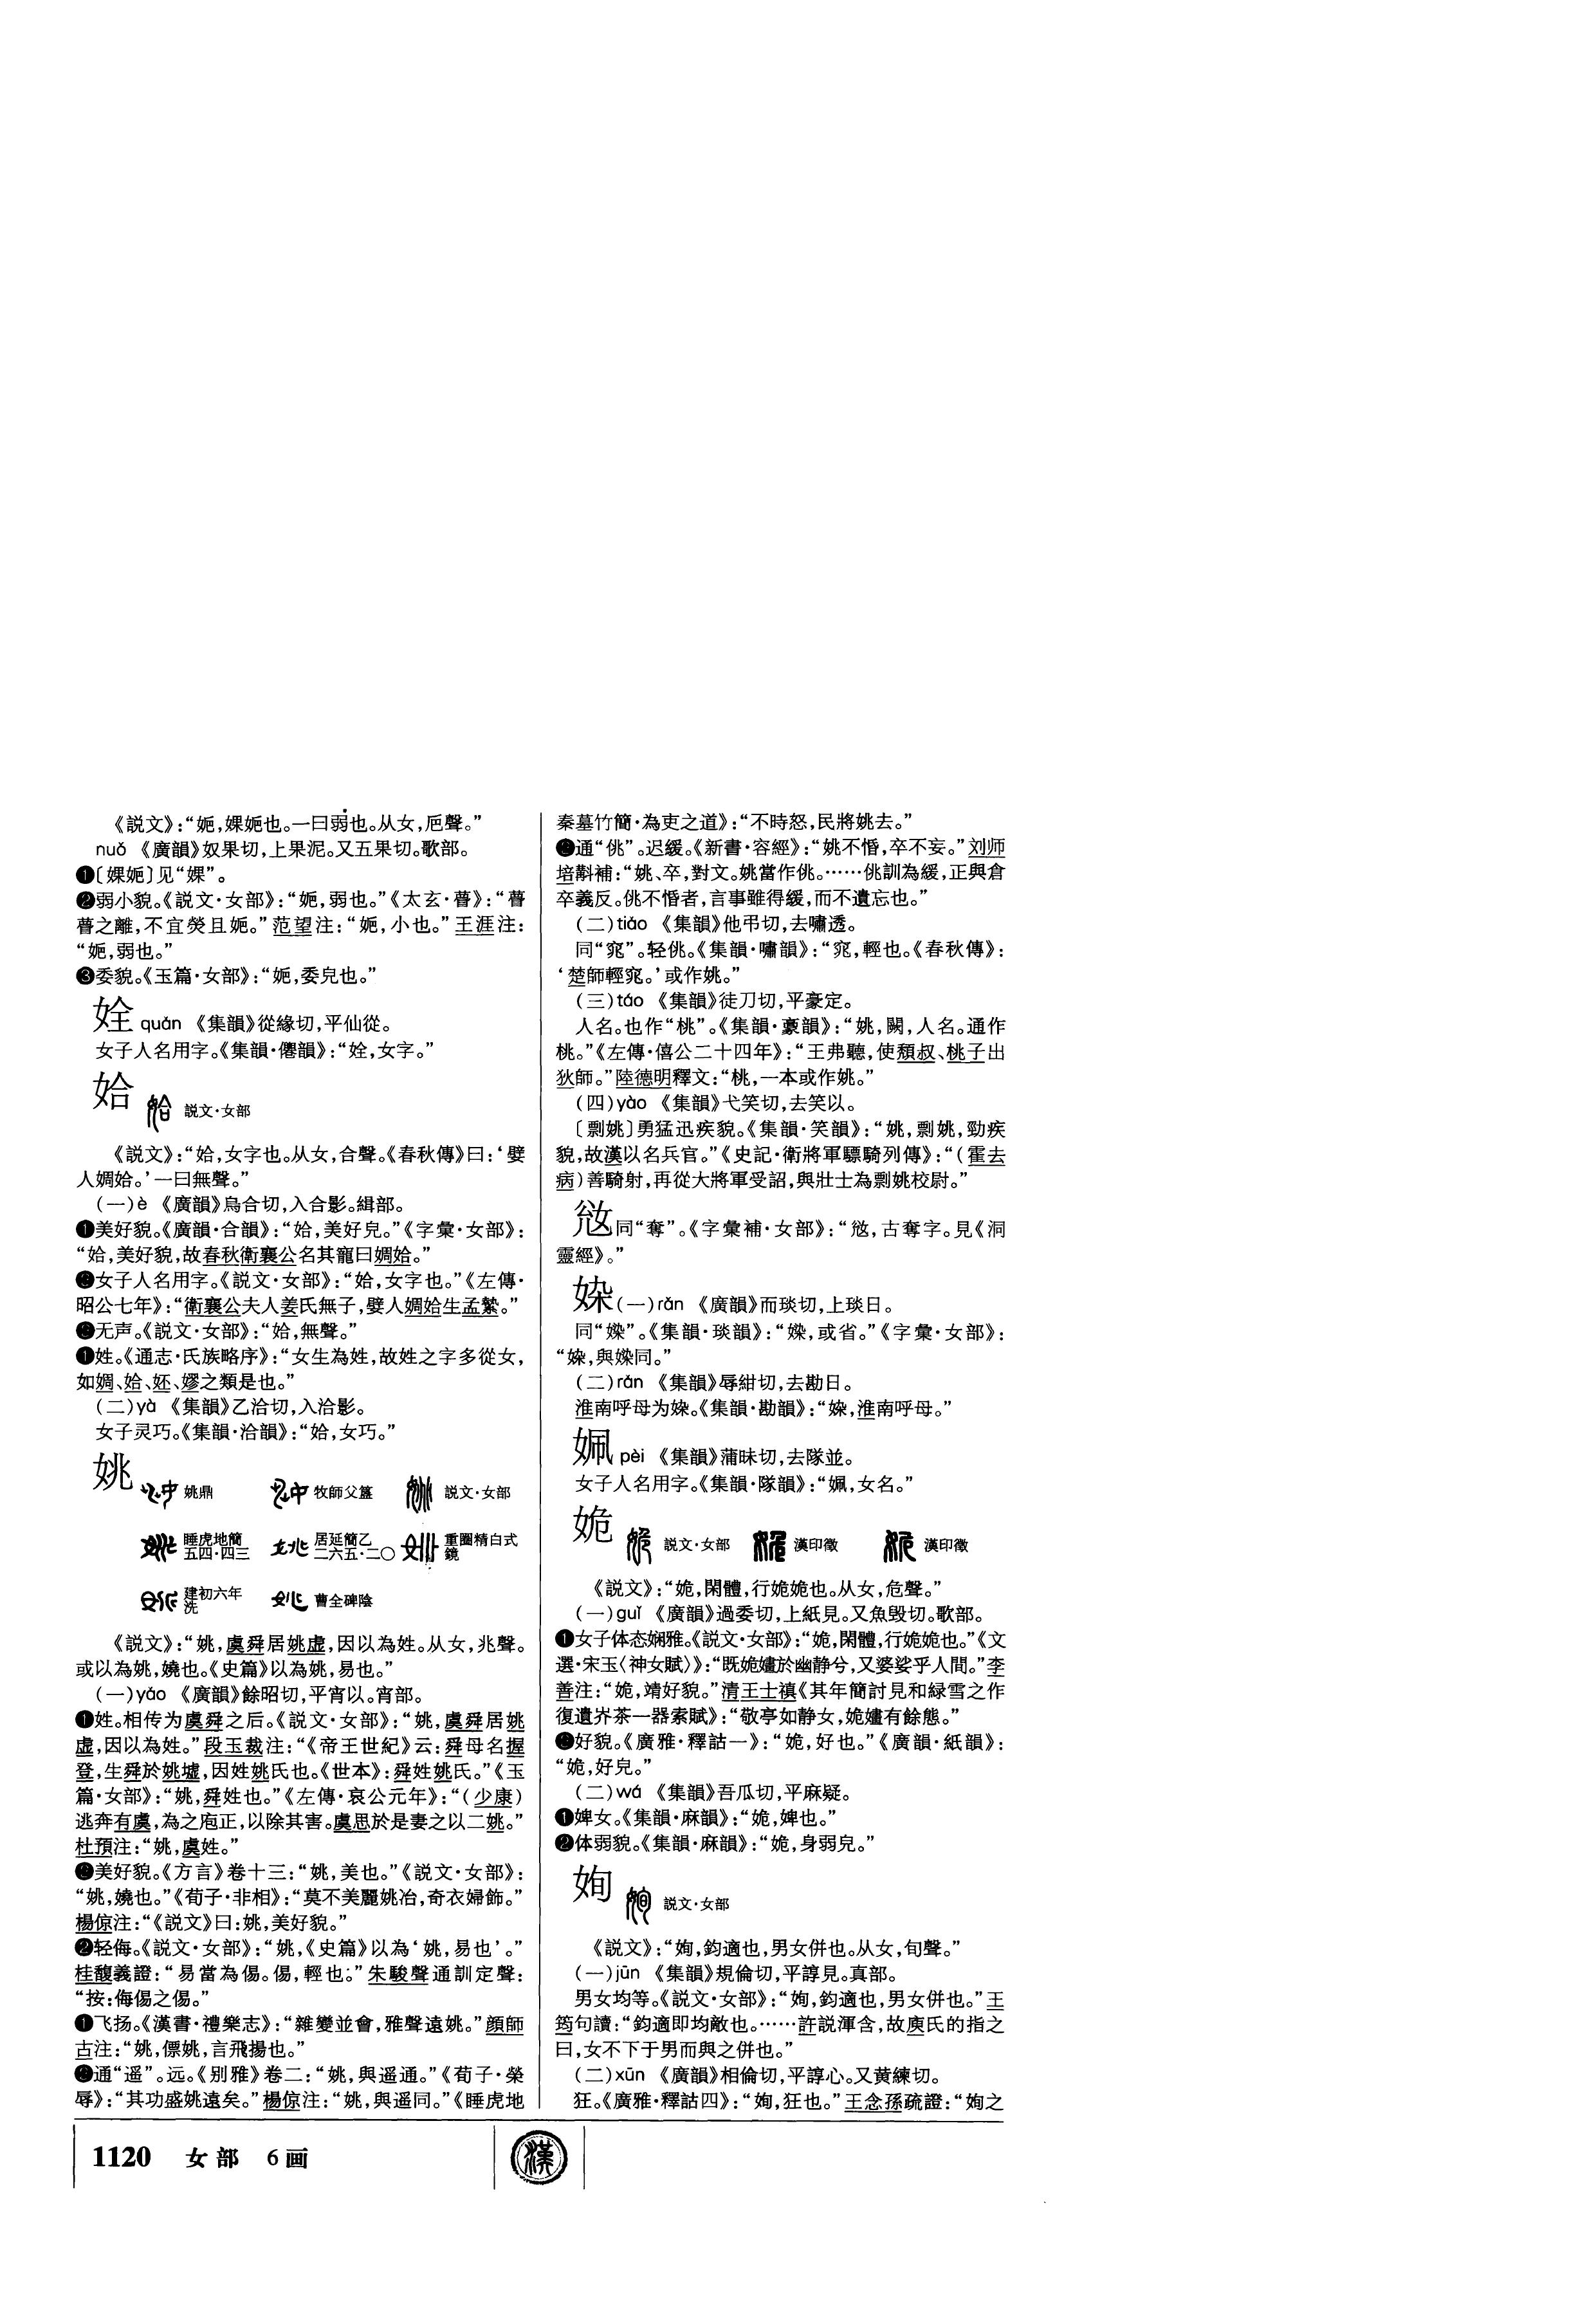 《説文》：“妮，婐妮也。一曰弱也。从女，厄聲。”
nuǒ 《廣韻》奴果切，上果泥。又五果切。歌部。
❶〔婐妮〕见“婐”。
❷弱小貌。《説文·女部》：“妮，弱也。”《太玄·瞢》：“瞢
瞢之離，不宜熒且妮。”范望注：“妮，小也。”王涯注：
“妮，弱也。”
❸委貌。《玉篇·女部》：“妮，委皃也。”
姾 quán 《集韻》從緣切，平仙從。
女子人名用字。《集韻·僊韻》：“姾，女字。”
姶 説文·女部
《説文》：“姶，女字也。从女，合聲。《春秋傳》曰：‘嬖
人婤姶。’一曰無聲。”
(一)è 《廣韻》烏合切，入合影。緝部。
❶美好貌。《廣韻·合韻》：“姶，美好皃。”《字彙·女部》：
“姶，美好貌，故春秋衛襄公名其寵曰婤姶。”
女子人名用字。《説文·女部》：“姶，女字也。”《左傳·
昭公七年》：“衛襄公夫人姜氏無子，嬖人婤姶生孟縶。”
无声。《説文·女部》：“姶，無聲。”
❶姓。《通志·氏族略序》：“女生為姓，故姓之字多從女，
如婤、姶、妚、嫪之類是也。”
(二)yà 《集韻》乙洽切，入洽影。
女子灵巧。《集韻·洽韻》：“姶，女巧。”
姚 姚鼎 牧師父簋 説文·女部
睡虎地簡五四·四三 居延簡乙二六五·二〇 重圈精白式鏡
建初六年洗 曹全碑陰
《説文》：“姚，虞舜居姚虛，因以為姓。从女，兆聲。
或以為姚，嬈也。《史篇》以為姚，易也。”
(一)yáo 《廣韻》餘昭切，平宵以。宵部。
❶姓。相传为虞舜之后。《説文·女部》：“姚，虞舜居姚
虛，因以為姓。”段玉裁注：“《帝王世紀》云：舜母名握
登，生舜於姚墟，因姓姚氏也。《世本》：舜姓姚氏。”《玉
篇·女部》：“姚，舜姓也。”《左傳·哀公元年》：“(少康)
逃奔有虞，為之庖正，以除其害。虞思於是妻之以二姚。”
杜預注：“姚，虞姓。”
美好貌。《方言》卷十三：“姚，美也。”《説文·女部》：
“姚，嬈也。”《荀子·非相》：“莫不美麗姚冶，奇衣婦飾。”
楊倞注：“《説文》曰：姚，美好貌。”
❷轻侮。《説文·女部》：“姚，《史篇》以為‘姚，易也’。”
桂馥義證：“易當為傷。傷，輕也。”朱駿聲通訓定聲：
“按：侮傷之傷。”
❶飞扬。《漢書·禮樂志》：“雜變並會，雅聲遠姚。”顔師
古注：“姚，僄姚，言飛揚也。”
通“遥”。远。《别雅》卷二：“姚，與遥通。”《荀子·榮
辱》：“其功盛姚遠矣。”楊倞注：“姚，與遥同。”《睡虎地
秦墓竹簡·為吏之道》：“不時怒，民將姚去。”
通“佻”。迟缓。《新書·容經》：“姚不惛，卒不妄。”刘师
培斠補：“姚、卒，對文。姚當作佻。……佻訓為緩，正與倉
卒義反。佻不惛者，言事雖得緩，而不遺忘也。”
(二)tiǎo 《集韻》他弔切，去嘯透。
同“窕”。轻佻。《集韻·嘯韻》：“窕，輕也。《春秋傳》：
‘楚師輕窕。’或作姚。”
(三)táo 《集韻》徒刀切，平豪定。
人名。也作“桃”。《集韻·𩫕韻》：“姚，闕，人名。通作
桃。”《左傳·僖公二十四年》：“王弗聽，使頹叔、桃子出
狄師。”陸德明釋文：“桃，一本或作姚。”
(四)yào 《集韻》弋笑切，去笑以。
〔剽姚〕勇猛迅疾貌。《集韻·笑韻》：“姚，剽姚，勁疾
貌，故漢以名兵官。”《史記·衛將軍驃騎列傳》：“(霍去
病)善騎射，再從大將軍受詔，與壯士為剽姚校尉。”
同“奪”。《字彙補·女部》：“，古奪字。見《洞
靈經》。”
㛁 (一)rǎn 《廣韻》而琰切，上琰日。
同“媣”。《集韻·琰韻》：“媣，或省。”《字彙·女部》：
“㛁，與媣同。”
(二)rán 《集韻》辱紺切，去勘日。
淮南呼母为㛁。《集韻·勘韻》：“㛁，淮南呼母。”
姵 pèi 《集韻》蒲昧切，去隊並。
女子人名用字。《集韻·隊韻》：“姵，女名。”
姽 説文·女部 漢印徵 漢印徵
《説文》：“姽，閑體，行姽姽也。从女，危聲。”
(一)guǐ 《廣韻》過委切，上紙見。又魚毁切。歌部。
❶女子体态娴雅。《説文·女部》：“姽，閑體，行姽姽也。”《文
選·宋玉〈神女賦〉》：“既姽嫿於幽静兮，又婆娑乎人間。”李
善注：“姽，靖好貌。”清王士禛《其年簡討見和緑雪之作
復遺岕茶一器索賦》：“敬亭如静女，姽嫿有餘態。”
好貌。《廣雅·釋詁一》：“姽，好也。”《廣韻·紙韻》：
“姽，好皃。”
(二)wá 《集韻》吾瓜切，平麻疑。
❶婢女。《集韻·麻韻》：“姽，婢也。”
❷体弱貌。《集韻·麻韻》：“姽，身弱皃。”
姰 説文·女部
《説文》：“姰，鈞適也，男女併也。从女，旬聲。”
(一)jūn 《集韻》規倫切，平諄見。真部。
男女均等。《説文·女部》：“姰，鈞適也，男女併也。”王
筠句讀：“鈞適即均敵也。……許説渾含，故庾氏的指之
曰，女不下于男而與之併也。”
(二)xūn 《廣韻》相倫切，平諄心。又黄練切。
狂。《廣雅·釋詁四》：“姰，狂也。”王念孫疏證：“姰之
1120 女部 6画
漢